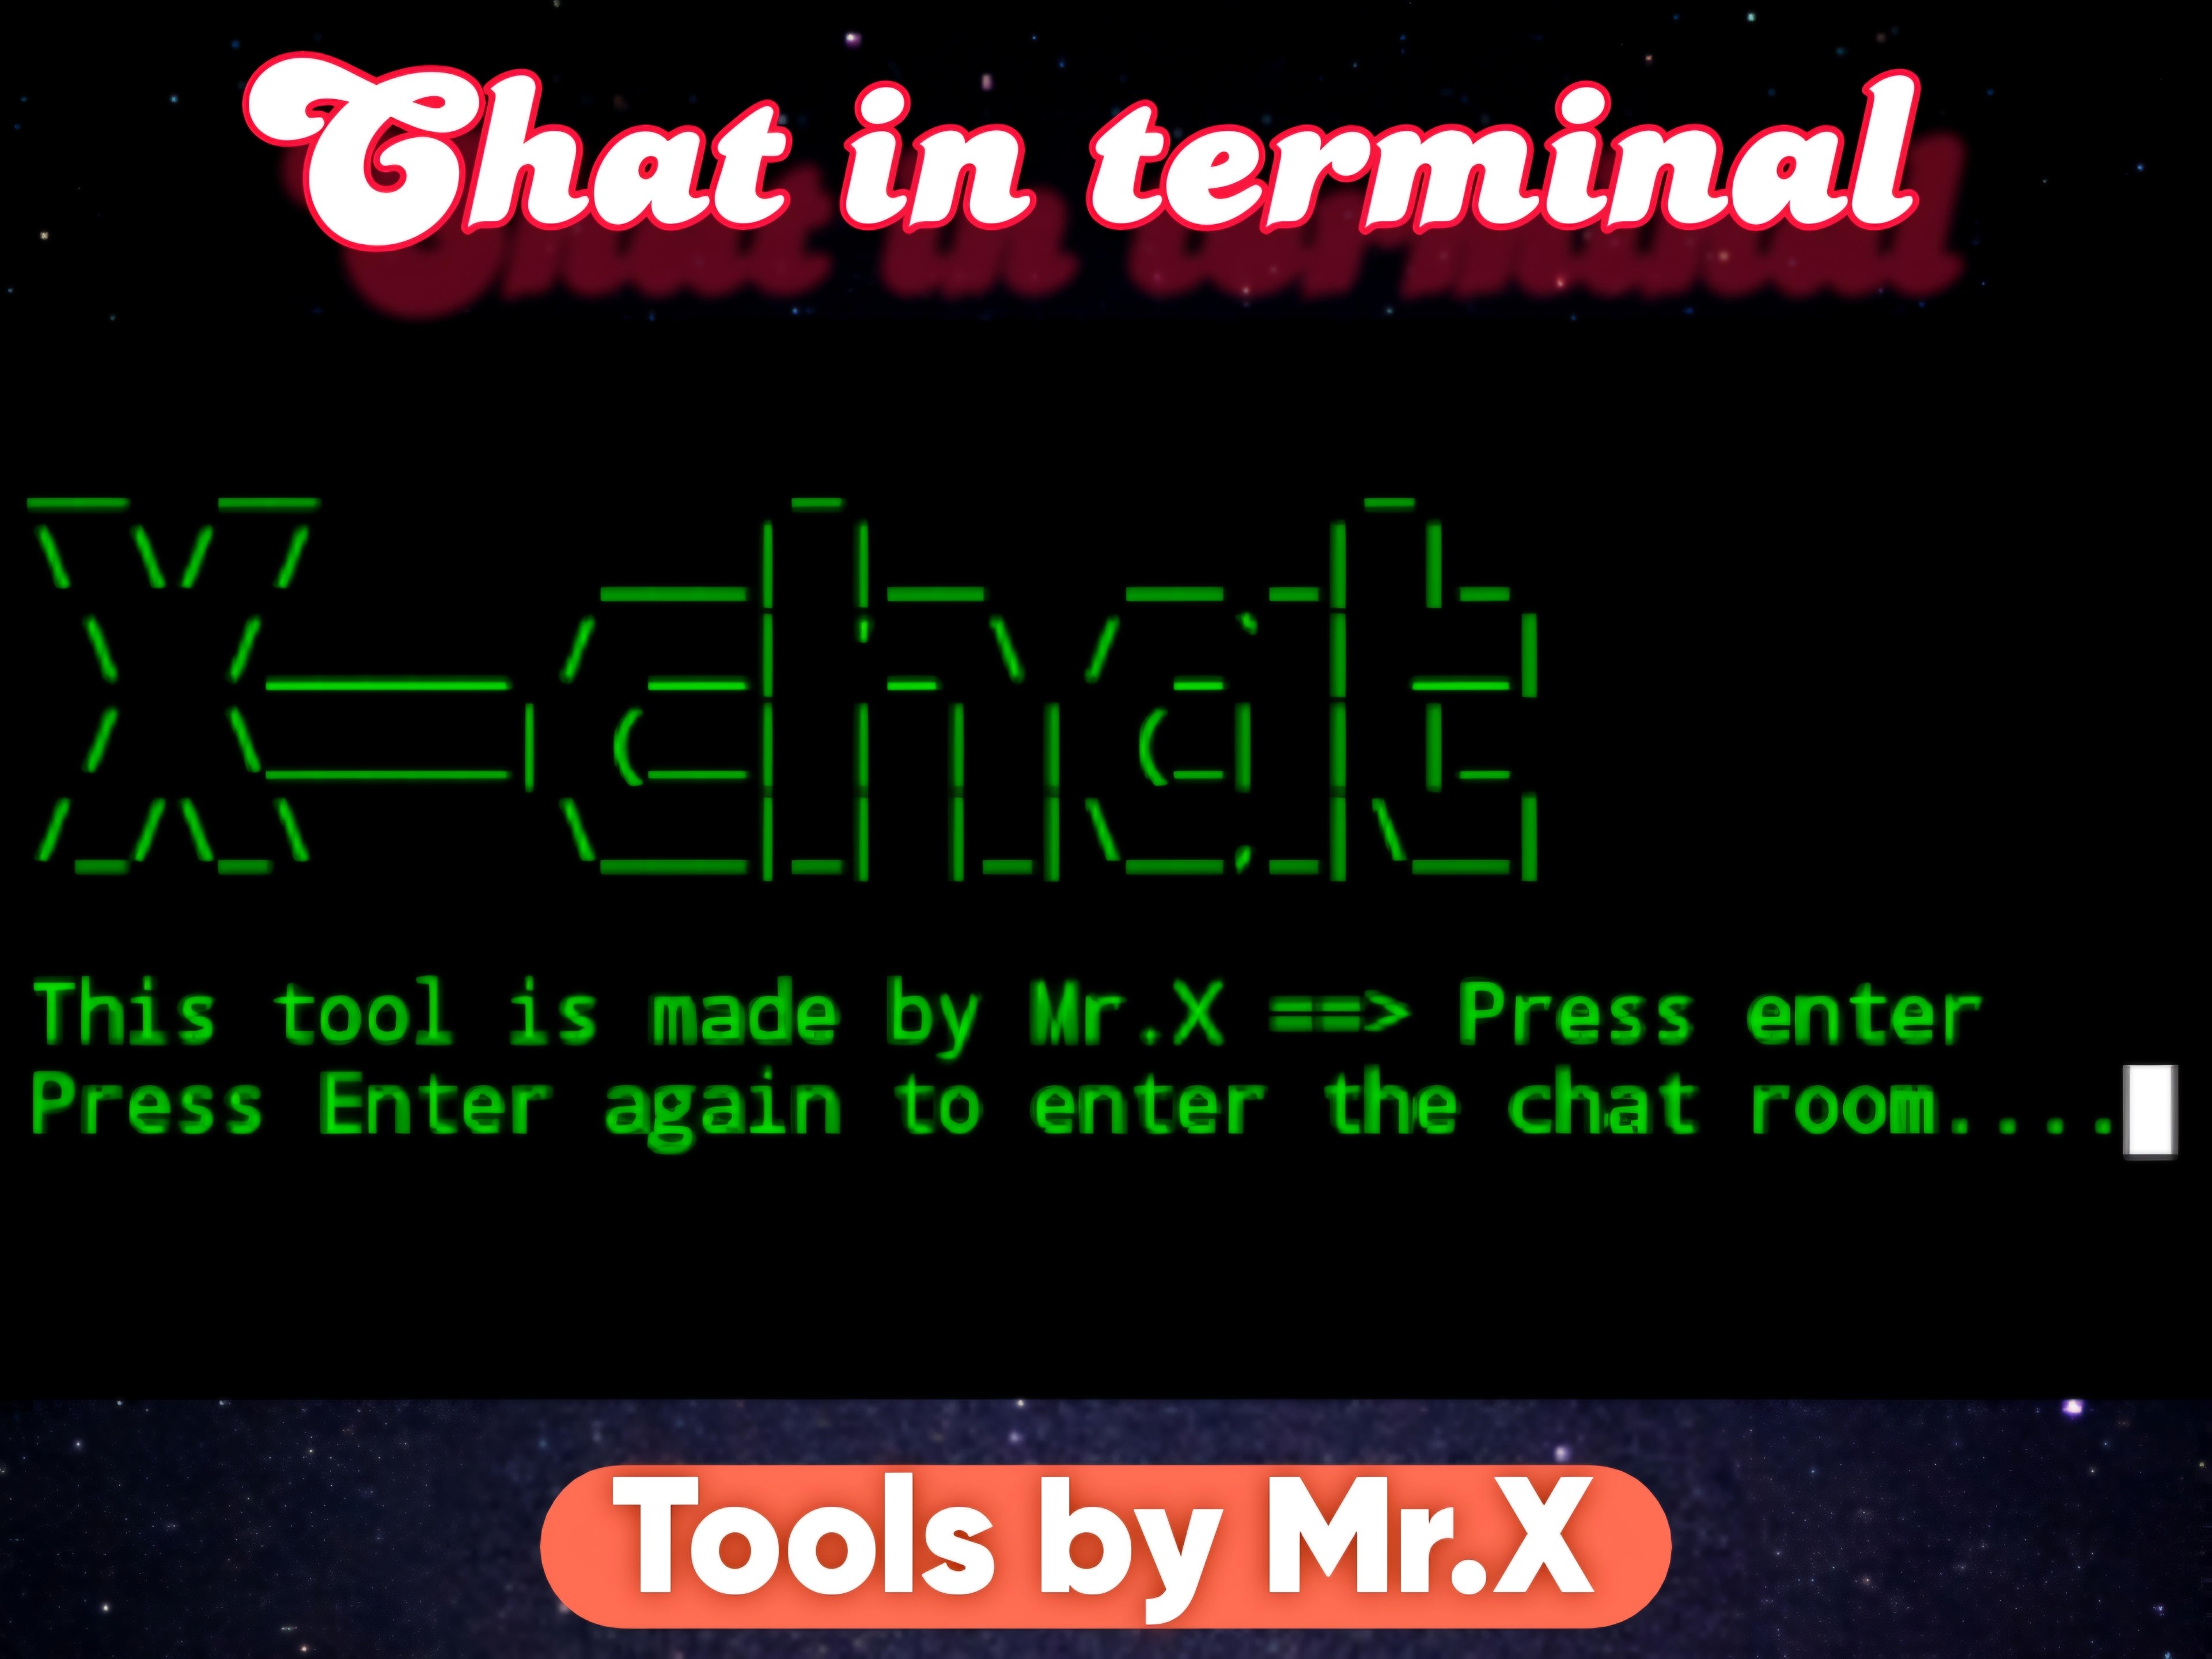 Chat in terminal
X-chat
This tool is made by Mr.X ==> Press enter
Press Enter again to enter the chat room....
Tools by Mr.X